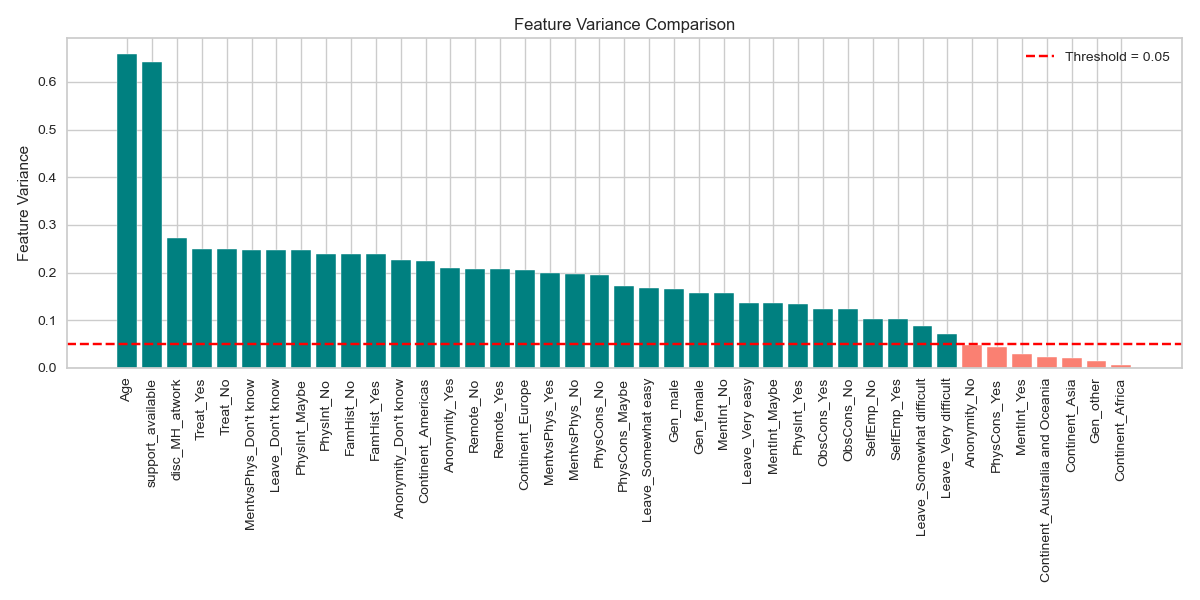 Feature Variance Comparison
Threshold = 0.05
Feature Variance
0.6
0.5
0.4
0.3
0.2
0.1
0.0
Age
support_available
disc_MH_atwork
Treat_Yes
Treat_No
MentvsPhys_Don't know
Leave_Don't know
PhysInt_Maybe
PhysInt_No
FamHist_No
FamHist_Yes
Anonymity_Don't know
Continent_Americas
Anonymity_Yes
Remote_No
Remote_Yes
Continent_Europe
MentvsPhys_Yes
MentvsPhys_No
PhysCons_No
PhysCons_Maybe
Leave_Somewhat easy
Gen_male
Gen_female
MentInt_No
Leave_Very easy
MentInt_Maybe
PhysInt_Yes
ObsCons_Yes
ObsCons_No
SelfEmp_No
SelfEmp_Yes
Leave_Somewhat difficult
Leave_Very difficult
Anonymity_No
PhysCons_Yes
MentInt_Yes
Continent_Australia and Oceania
Continent_Asia
Gen_other
Continent_Africa